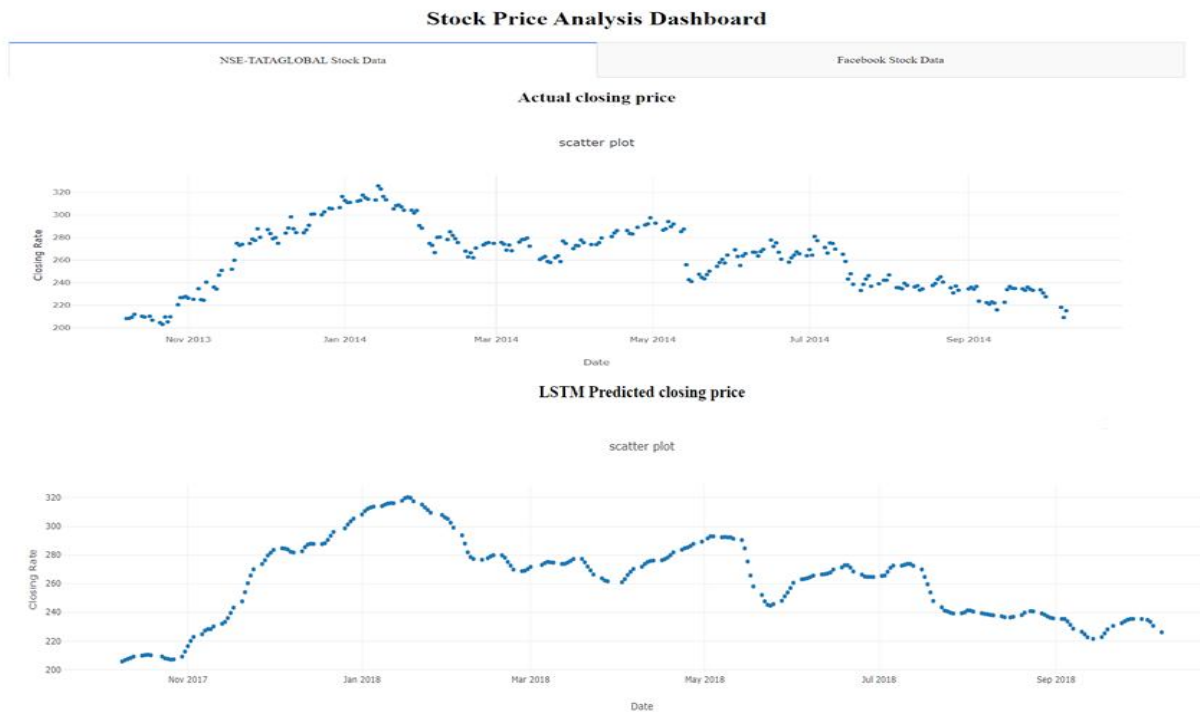 Stock Price Analysis Dashboard
NSE-TATAGLOBAL Stock Data
Facebook Stock Data
Actual closing price
scatter plot
320
300
280
260
240
220
200
Closing Rate
Nov 2013
Jan 2014
Mar 2014
May 2014
Jul 2014
Sep 2014
Date
LSTM Predicted closing price
scatter plot
320
300
280
260
240
220
200
Closing Rate
Nov 2017
Jan 2018
Mar 2018
May 2018
Jul 2018
Sep 2018
Date